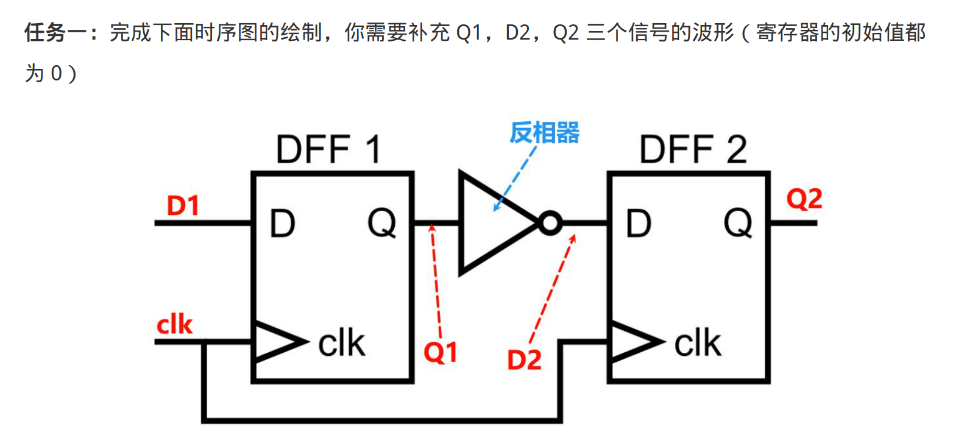 任务一：完成下面时序图的绘制，你需要补充 Q1，D2，Q2 三个信号的波形（寄存器的初始值都
为 0）
反相器
DFF 1
DFF 2
D1
Q2
D
Q
D
Q
clk
clk
clk
Q1
D2